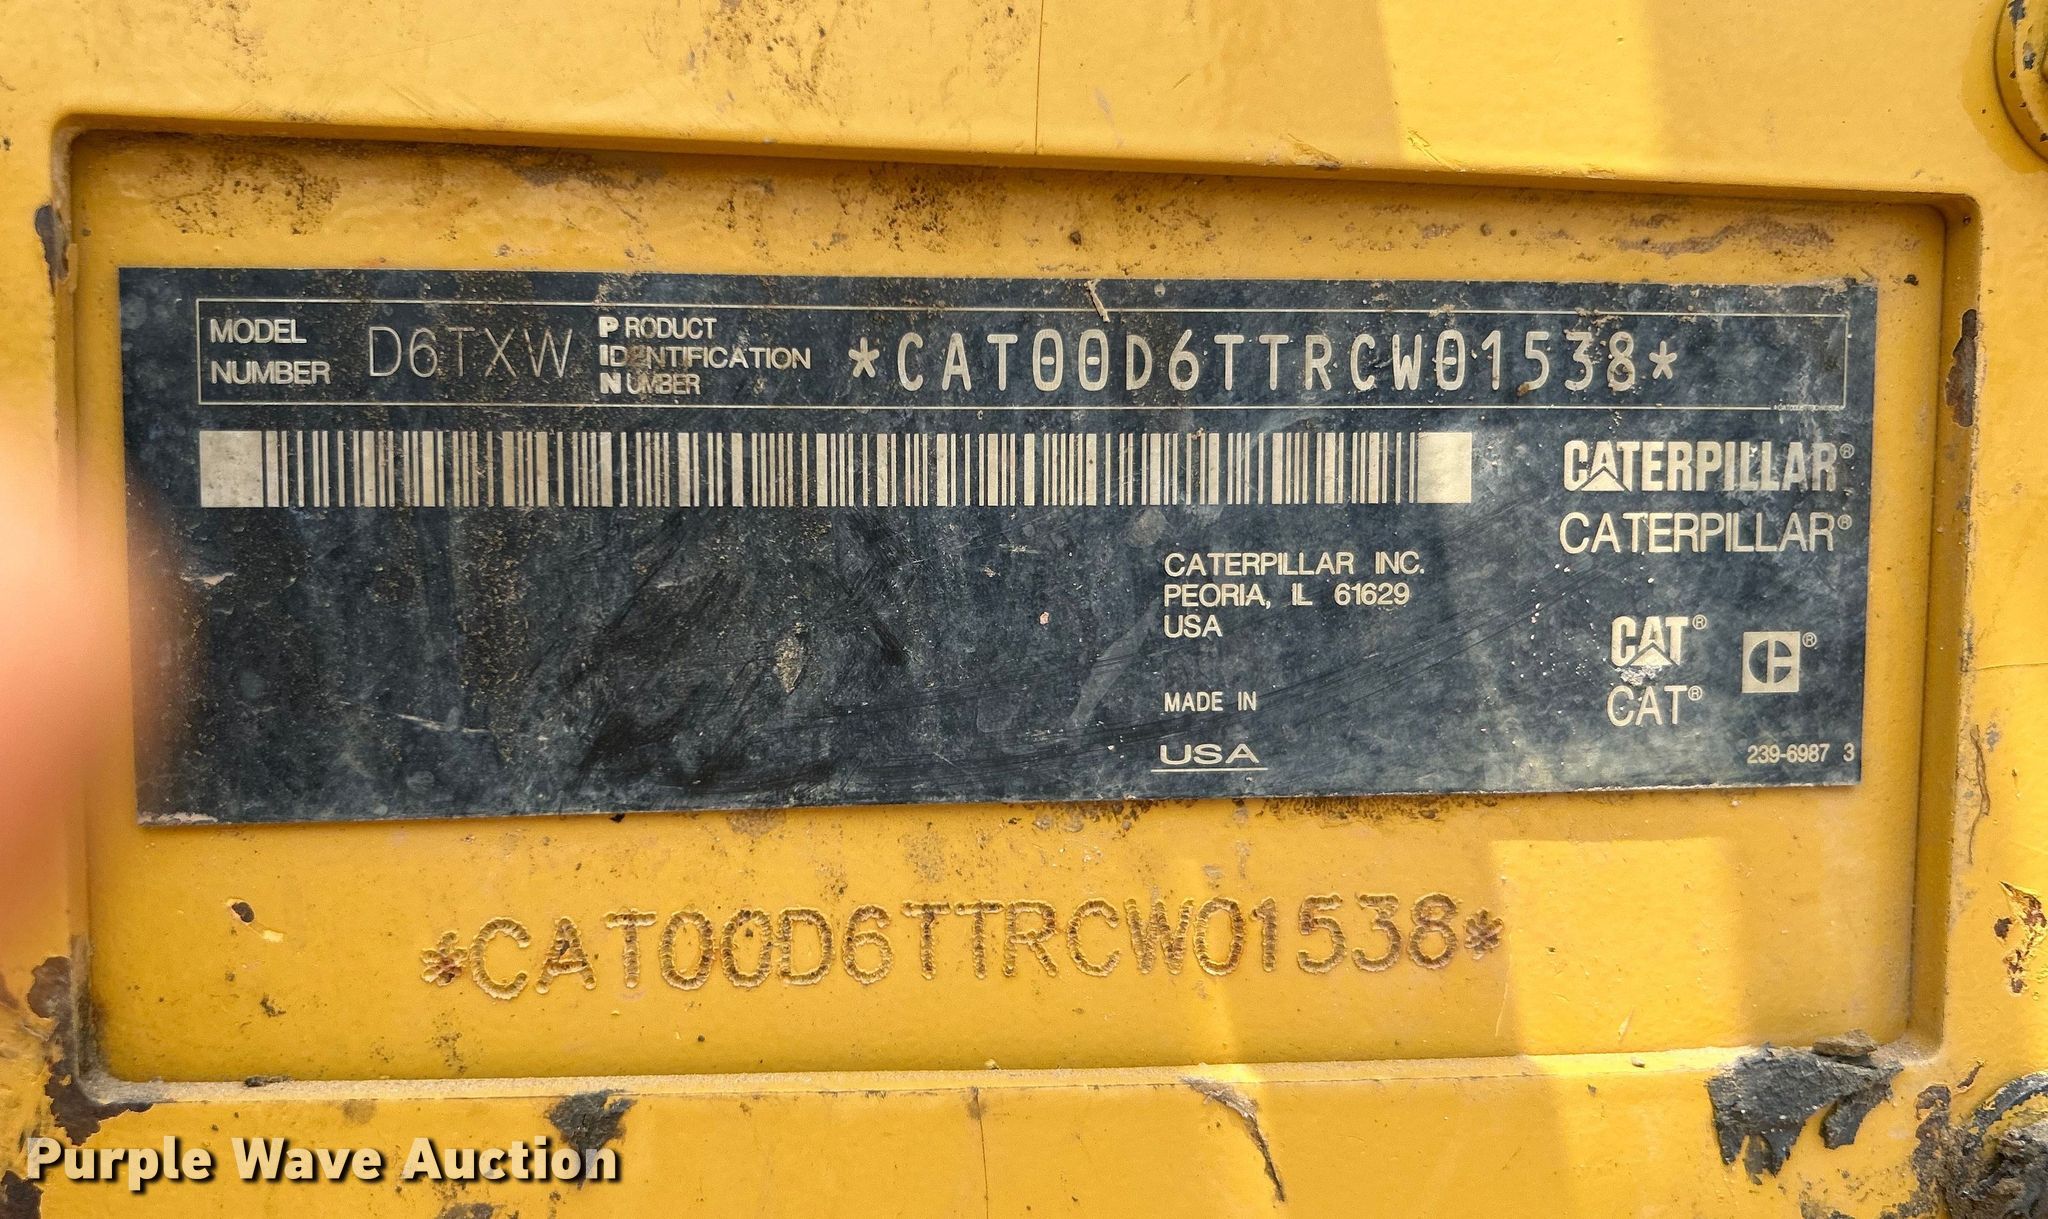 MODEL NUMBER D6TXW PRODUCT IDENTIFICATION NUMBER *CAT00D6TTRCW01538*
CATERPILLAR®
CATERPILLAR®
CATERPILLAR INC.
PEORIA, IL 61629
USA
CAT®
CAT®
MADE IN
USA
239-6987 3
*CAT00D6TTRCW01538*
Purple Wave Auction